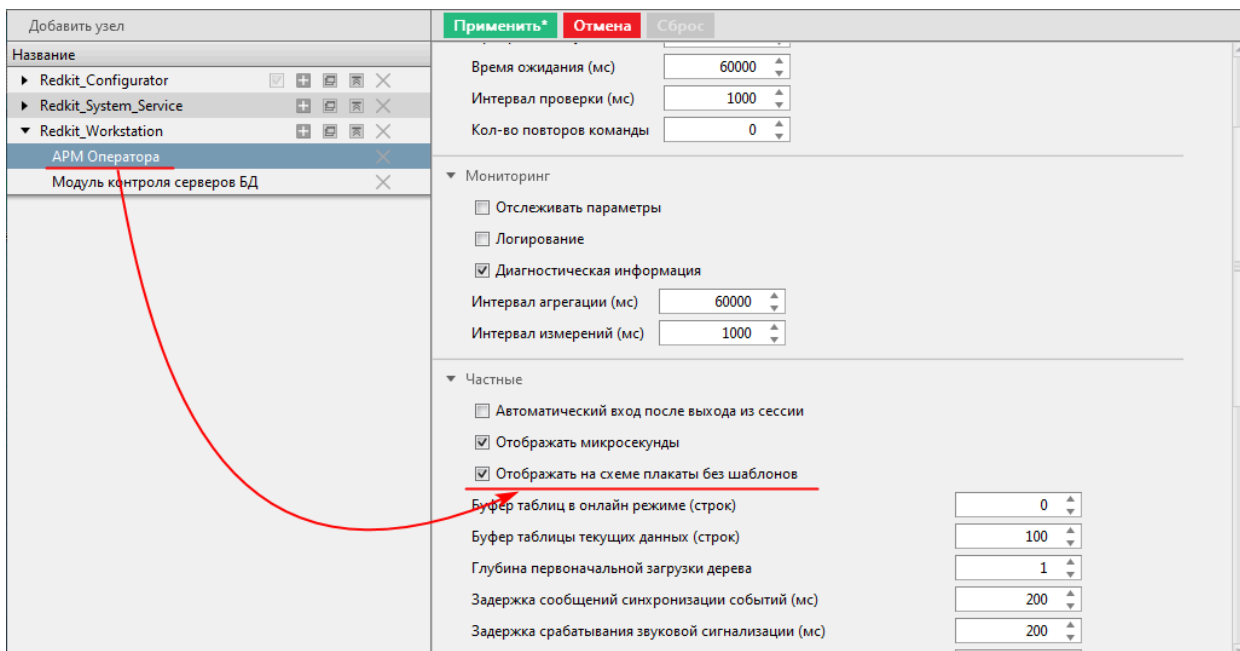 Добавить узел
Применить* Отмена Сброс
Название
Redkit_Configurator
Redkit_System_Service
Redkit_Workstation
АРМ Оператора
Модуль контроля серверов БД
Время ожидания (мс) 60000
Интервал проверки (мс) 1000
Кол-во повторов команды 0
Мониторинг
Отслеживать параметры
Логирование
Диагностическая информация
Интервал агрегации (мс) 60000
Интервал измерений (мс) 1000
Частные
Автоматический вход после выхода из сессии
Отображать микросекунды
Отображать на схеме плакаты без шаблонов
Буфер таблиц в онлайн режиме (строк) 0
Буфер таблицы текущих данных (строк) 100
Глубина первоначальной загрузки дерева 1
Задержка сообщений синхронизации событий (мс) 200
Задержка срабатывания звуковой сигнализации (мс) 200